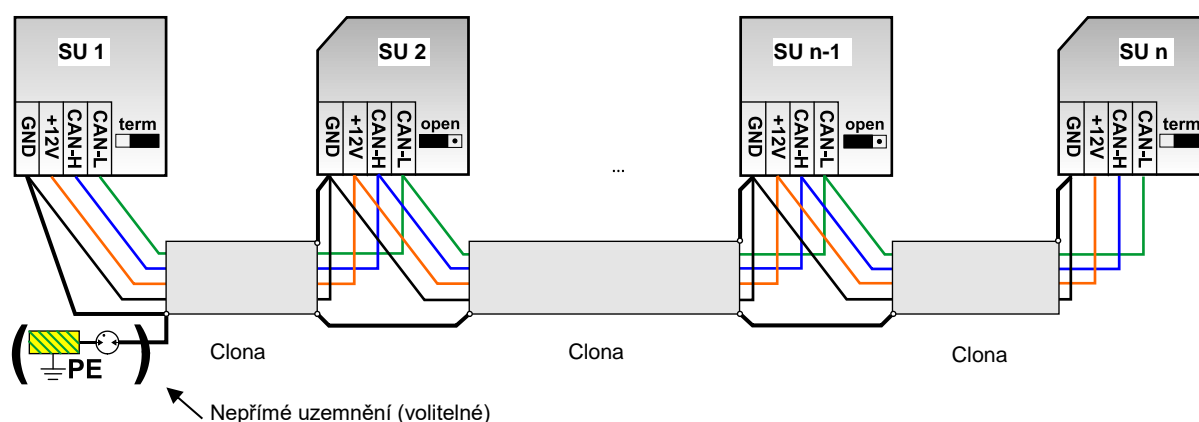 SU 1
SU 2
SU n-1
SU n
GND
+12V
CAN-H
CAN-L
term
GND
+12V
CAN-H
CAN-L
open
...
GND
+12V
CAN-H
CAN-L
open
GND
+12V
CAN-H
CAN-L
term
( PE )
Clona
Clona
Clona
Nepřímé uzemnění (volitelné)